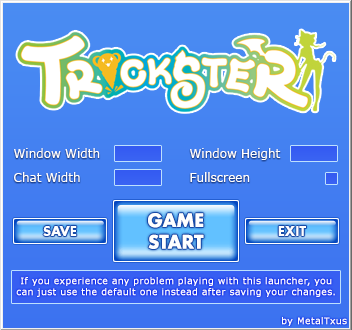 TRICKSTER
Window Width
Window Height
Chat Width
Fullscreen
SAVE
GAME
START
EXIT
If you experience any problem playing with this launcher, you
can just use the default one instead after saving your changes.
by MetalTxus